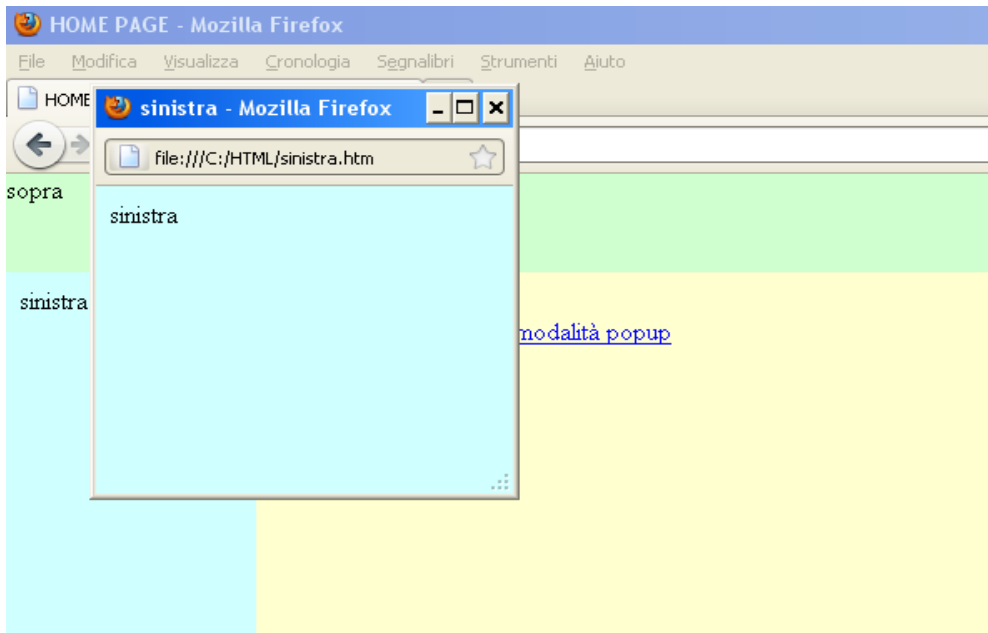 HOME PAGE - Mozilla Firefox
File Modifica Visualizza Cronologia Segnalibri Strumenti Aiuto
HOME
sinistra - Mozilla Firefox
file:///C:/HTML/sinistra.htm
sopra
sinistra
sinistra
modalità popup